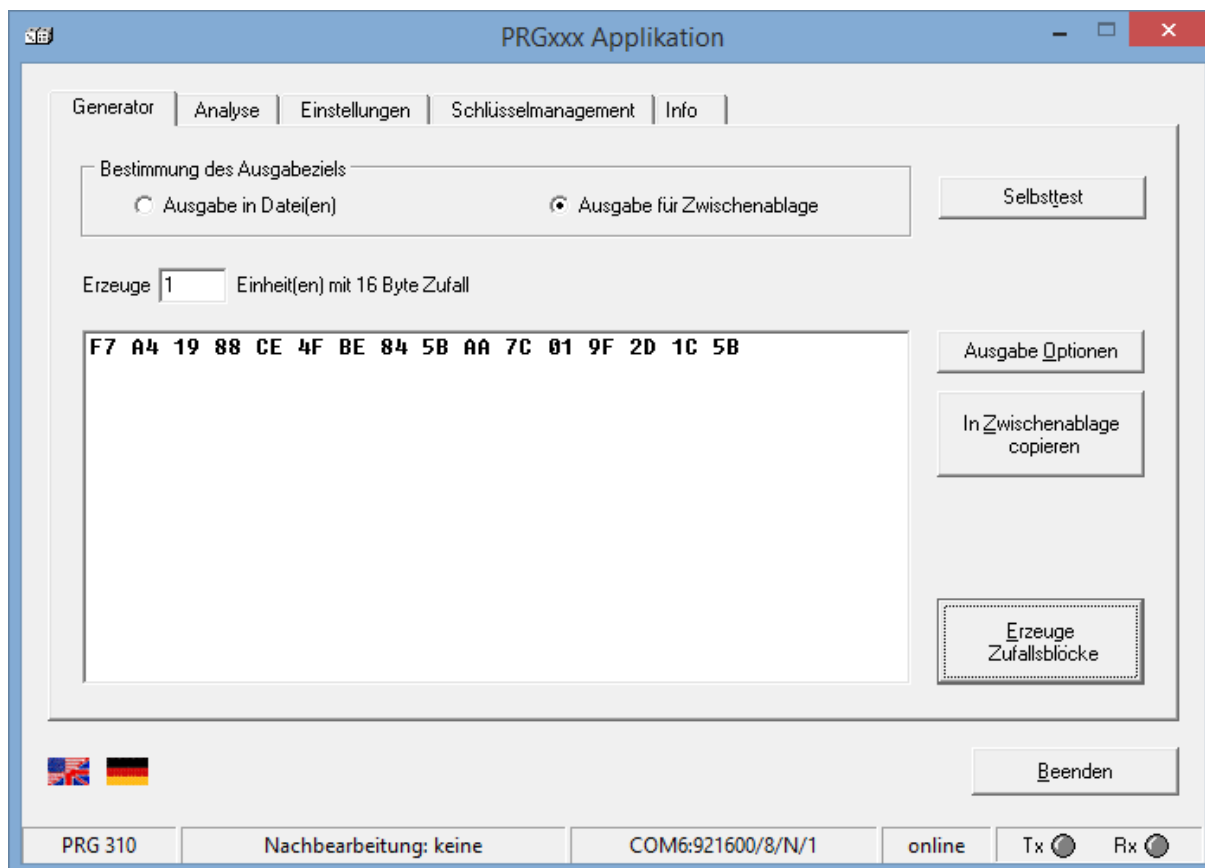 PRGxxx Applikation
Generator Analyse Einstellungen Schlüsselmanagement Info
Bestimmung des Ausgabeziels
Ausgabe in Datei(en) Ausgabe für Zwischenablage
Selbsttest
Erzeuge 1 Einheit(en) mit 16 Byte Zufall
F7 A4 19 88 CE 4F BE 84 5B AA 7C 01 9F 2D 1C 5B
Ausgabe Optionen
In Zwischenablage
copieren
Erzeuge
Zufallsblöcke
Beenden
PRG 310 Nachbearbeitung: keine COM6:921600/8/N/1 online Tx Rx